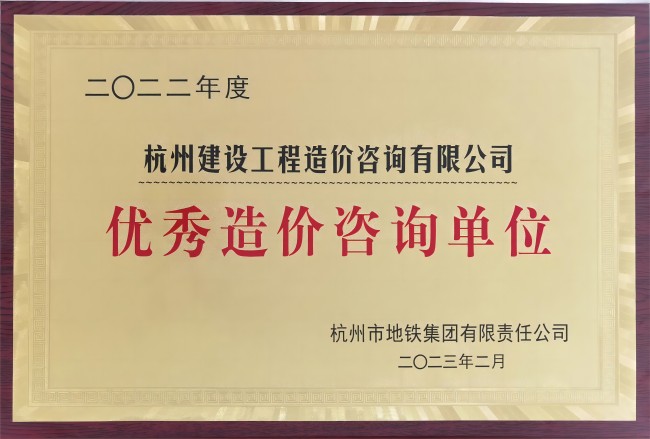 二〇二二年度
杭州建设工程造价咨询有限公司
优秀造价咨询单位
杭州市地铁集团有限责任公司
二〇二三年二月